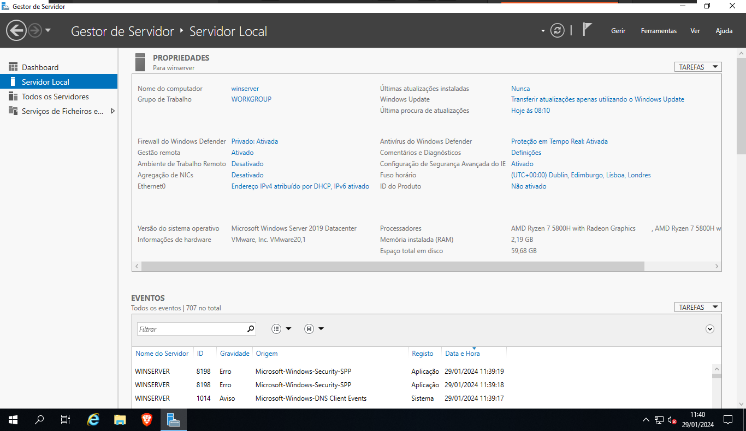 Gestor de Servidor
Gestor de Servidor ‣ Servidor Local
Gerir Ferramentas Ver Ajuda
Dashboard
Servidor Local
Todos os Servidores
Serviços de Ficheiros e...
PROPRIEDADES
Para winserver
TAREFAS
Nome do computador winserver Últimas atualizações instaladas Nunca
Grupo de Trabalho WORKGROUP Windows Update Transferir atualizações apenas utilizando o Windows Update
Última procura de atualizações Hoje às 08:10
Firewall do Windows Defender Privado: Ativada Antivírus do Windows Defender Proteção em Tempo Real: Ativada
Gestão remota Ativado Comentários e Diagnósticos Definições
Ambiente de Trabalho Remoto Desativado Configuração de Segurança Avançada do IE Ativado
Agregação de NICs Desativado Fuso horário (UTC+00:00) Dublin, Edimburgo, Lisboa, Londres
Ethernet0 Endereço IPv4 atribuído por DHCP, IPv6 ativado ID do Produto Não ativado
Versão do sistema operativo Microsoft Windows Server 2019 Datacenter Processadores AMD Ryzen 7 5800H with Radeon Graphics , AMD Ryzen 7 5800H w
Informações de hardware VMware, Inc. VMware20,1 Memória instalada (RAM) 2,19 GB
Espaço total em disco 59,68 GB
EVENTOS
Todos os eventos | 707 no total
TAREFAS
Filtrar
Nome do Servidor ID Gravidade Origem Registo Data e Hora
WINSERVER 8198 Erro Microsoft-Windows-Security-SPP Aplicação 29/01/2024 11:39:19
WINSERVER 8198 Erro Microsoft-Windows-Security-SPP Aplicação 29/01/2024 11:39:18
WINSERVER 1014 Aviso Microsoft-Windows-DNS Client Events Sistema 29/01/2024 11:39:17
11:40
29/01/2024